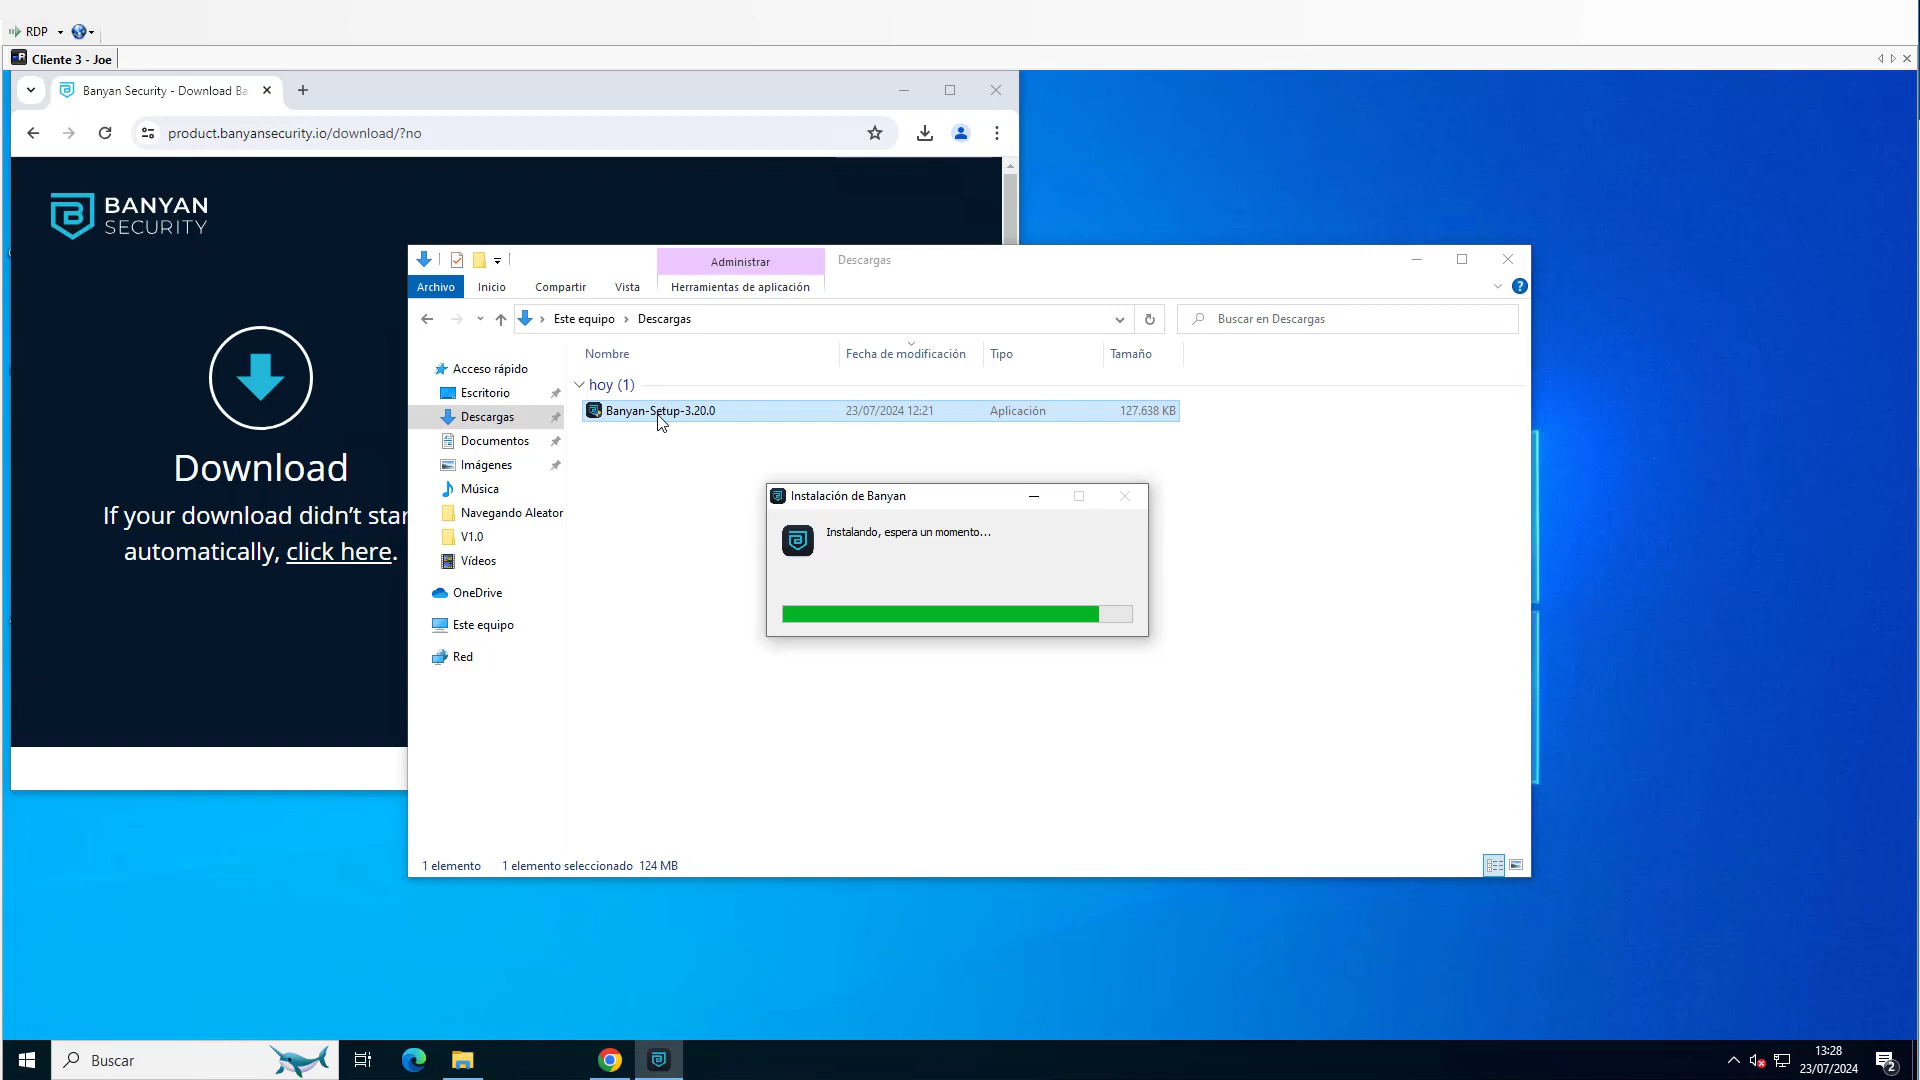 RDP
Cliente 3 - Joe
Banyan Security - Download Ba
product.banyansecurity.io/download/?no
BANYAN
SECURITY
Download
If your download didn't star
automatically, click here.
Administrar
Descargas
Archivo
Inicio
Compartir
Vista
Herramientas de aplicación
Este equipo
Descargas
Buscar en Descargas
Nombre
Fecha de modificación
Tipo
Tamaño
hoy (1)
Banyan-Setup-3.20.0
23/07/2024 12:21
Aplicación
127.638 KB
Acceso rápido
Escritorio
Descargas
Documentos
Imágenes
Música
Navegando Aleator
V1.0
Vídeos
OneDrive
Este equipo
Red
Instalación de Banyan
Instalando, espera un momento...
1 elemento
1 elemento seleccionado 124 MB
Buscar
13:28
23/07/2024
2